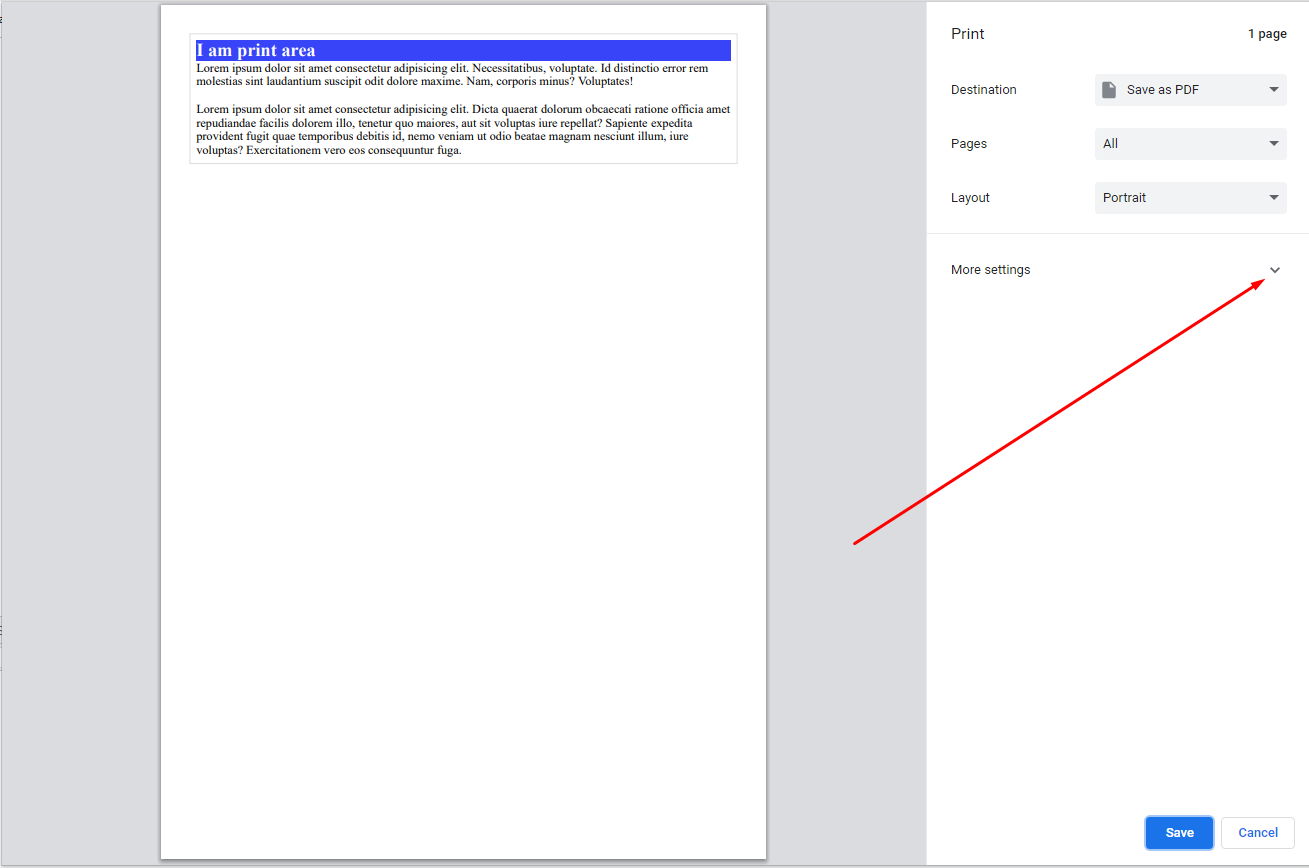 I am print area
Lorem ipsum dolor sit amet consectetur adipisicing elit. Necessitatibus, voluptate. Id distinctio error rem
molestias sint laudantium suscipit odit dolore maxime. Nam, corporis minus? Voluptates!
Lorem ipsum dolor sit amet consectetur adipisicing elit. Dicta quaerat dolorum obcaecati ratione officia amet
repudiandae facilis dolorem illo, tenetur quo maiores, aut sit voluptas iure repellat? Sapiente expedita
provident fugit quae temporibus debitis id, nemo veniam ut odio beatae magnam nesciunt illum, iure
voluptas? Exercitationem vero eos consequuntur fuga.
Print 1 page
Destination Save as PDF
Pages All
Layout Portrait
More settings
Save Cancel